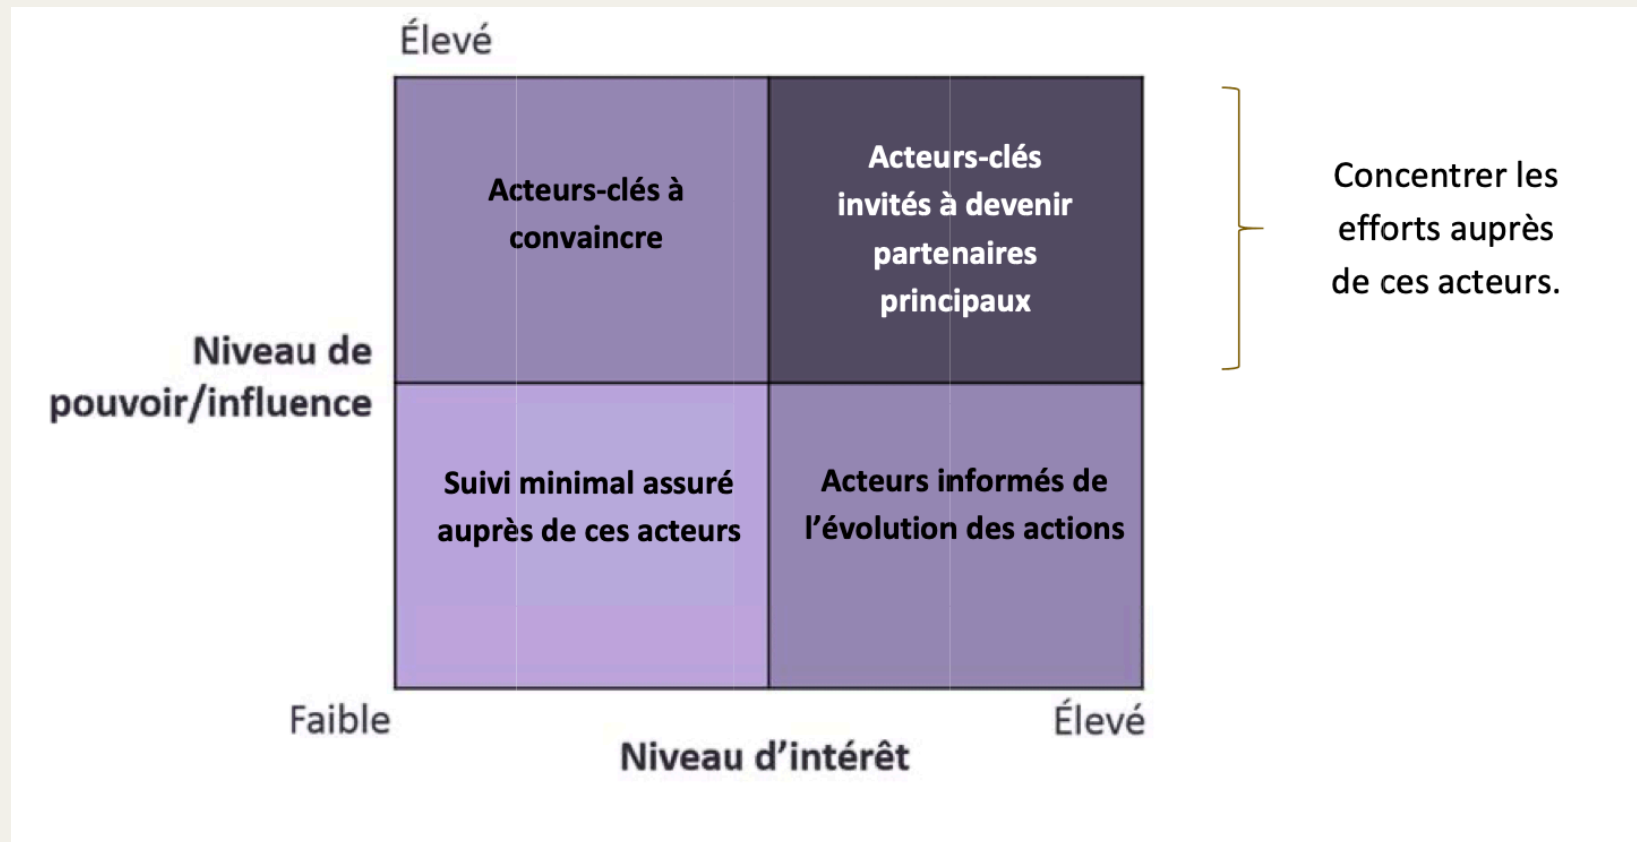 Élevé
Acteurs-clés à
convaincre
Acteurs-clés
invités à devenir
partenaires
principaux
Concentrer les
efforts auprès
de ces acteurs.
Niveau de
pouvoir/influence
Suivi minimal assuré
auprès de ces acteurs
Acteurs informés de
l’évolution des actions
Faible
Élevé
Niveau d’intérêt